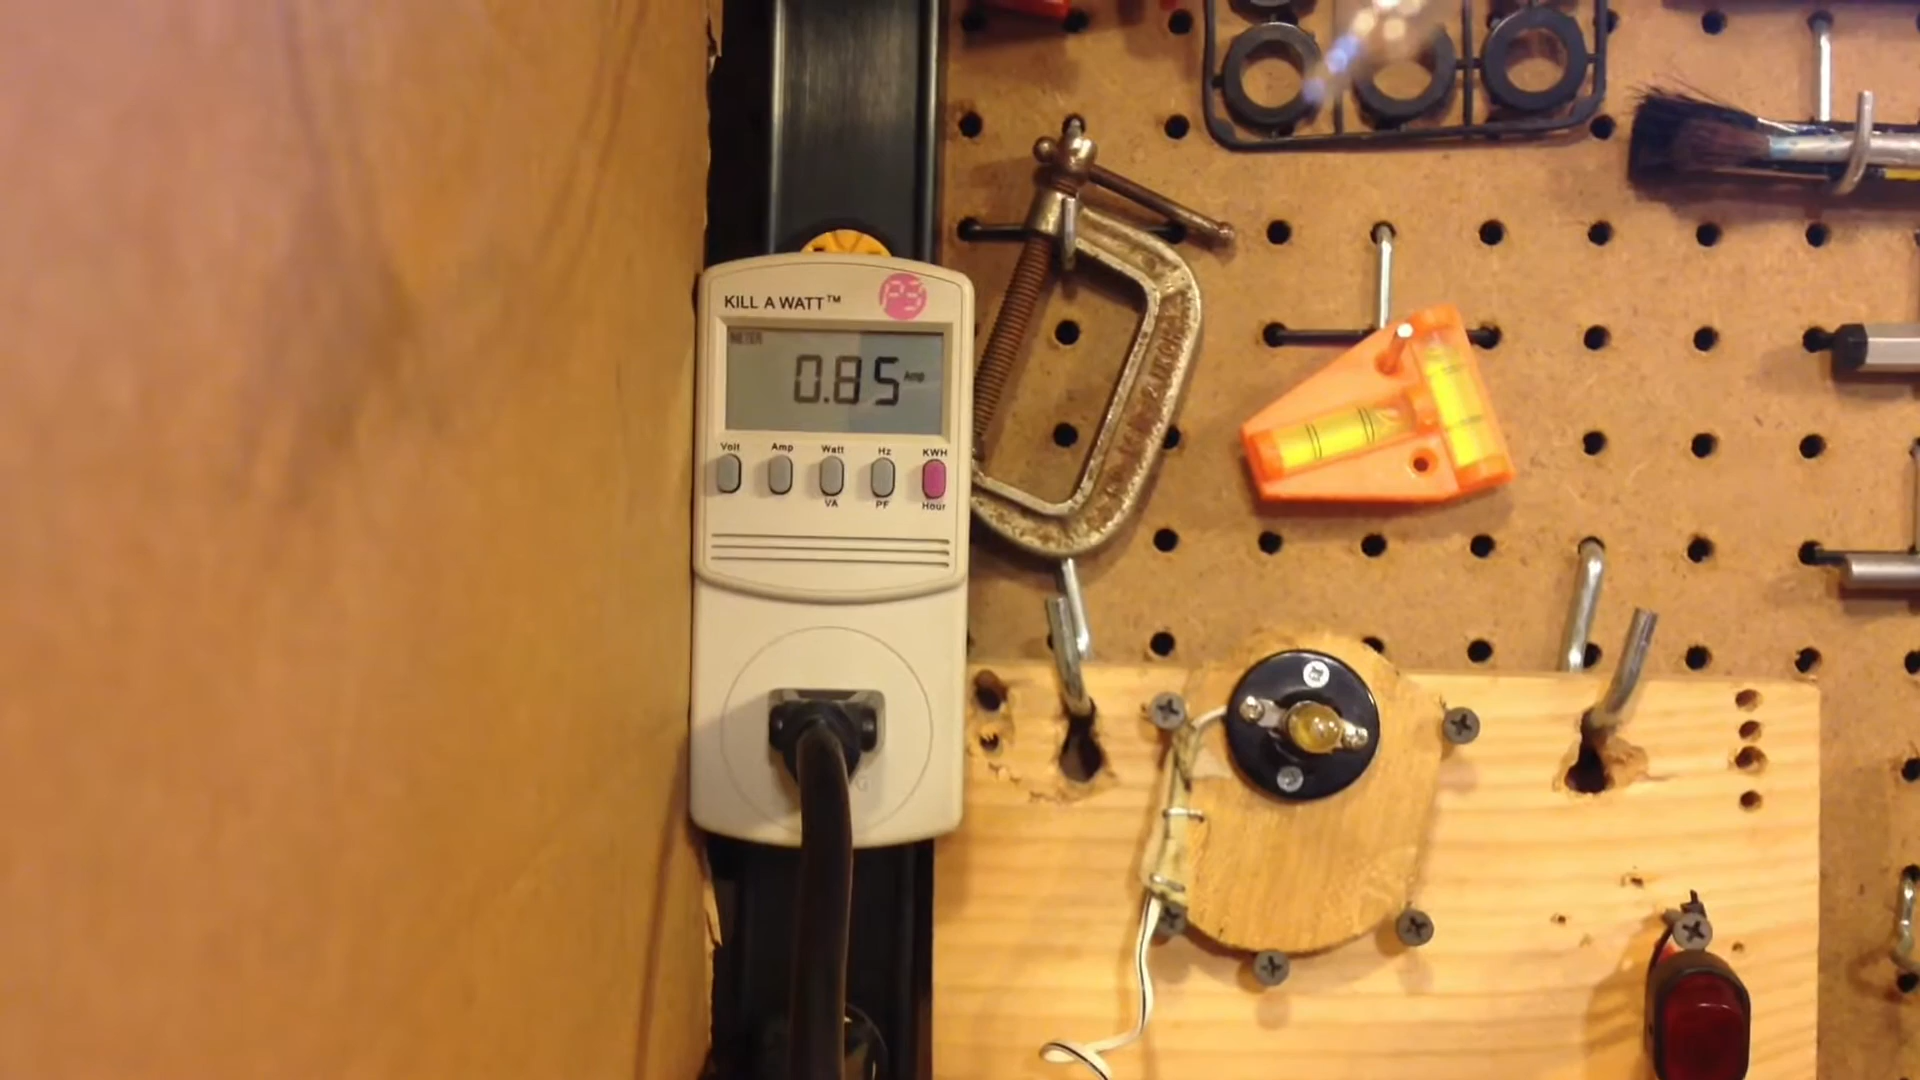 KILL A WATT™
P3
METER
0.85 Amp
Volt Amp Watt Hz KWH
VA PF Hour